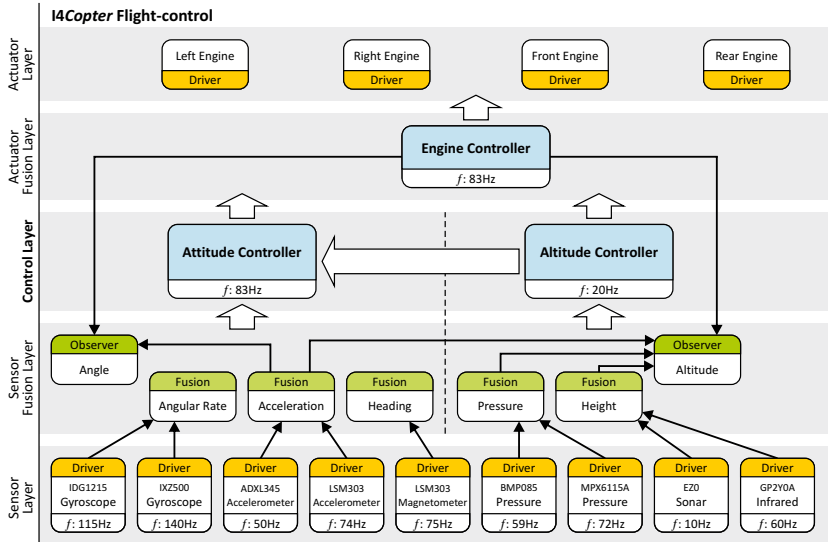 I4Copter Flight-control
Actuator
Layer
Left Engine
Driver
Right Engine
Driver
Front Engine
Driver
Rear Engine
Driver
Actuator
Fusion Layer
Engine Controller
f: 83Hz
Control Layer
Attitude Controller
f: 83Hz
Altitude Controller
f: 20Hz
Sensor
Fusion Layer
Observer
Angle
Observer
Altitude
Fusion
Angular Rate
Fusion
Acceleration
Fusion
Heading
Fusion
Pressure
Fusion
Height
Sensor
Layer
Driver
IDG1215
Gyroscope
f: 115Hz
Driver
IXZ500
Gyroscope
f: 140Hz
Driver
ADXL345
Accelerometer
f: 50Hz
Driver
LSM303
Accelerometer
f: 74Hz
Driver
LSM303
Magnetometer
f: 75Hz
Driver
BMP085
Pressure
f: 59Hz
Driver
MPX6115A
Pressure
f: 72Hz
Driver
EZ0
Sonar
f: 10Hz
Driver
GP2Y0A
Infrared
f: 60Hz